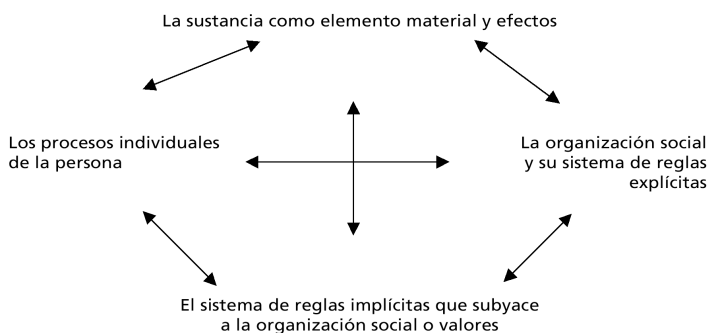 La sustancia como elemento material y efectos
Los procesos individuales
de la persona
La organización social
y su sistema de reglas
explícitas
El sistema de reglas implícitas que subyace
a la organización social o valores